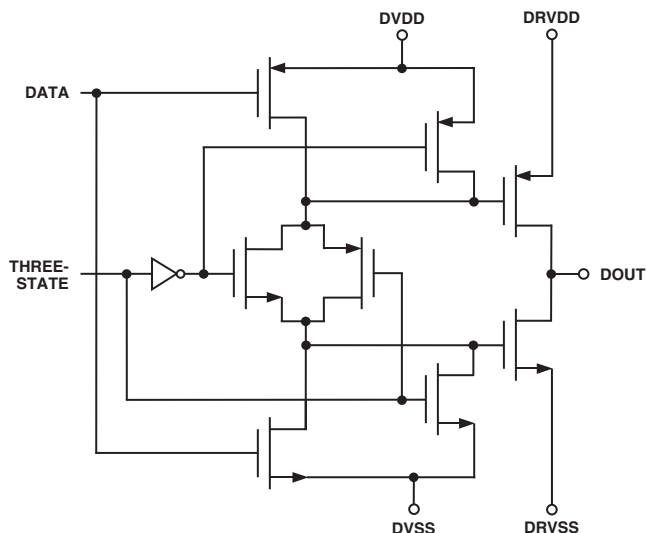 DVDD
DRVDD
DATA
THREE-
STATE
DOUT
DVSS
DRVSS